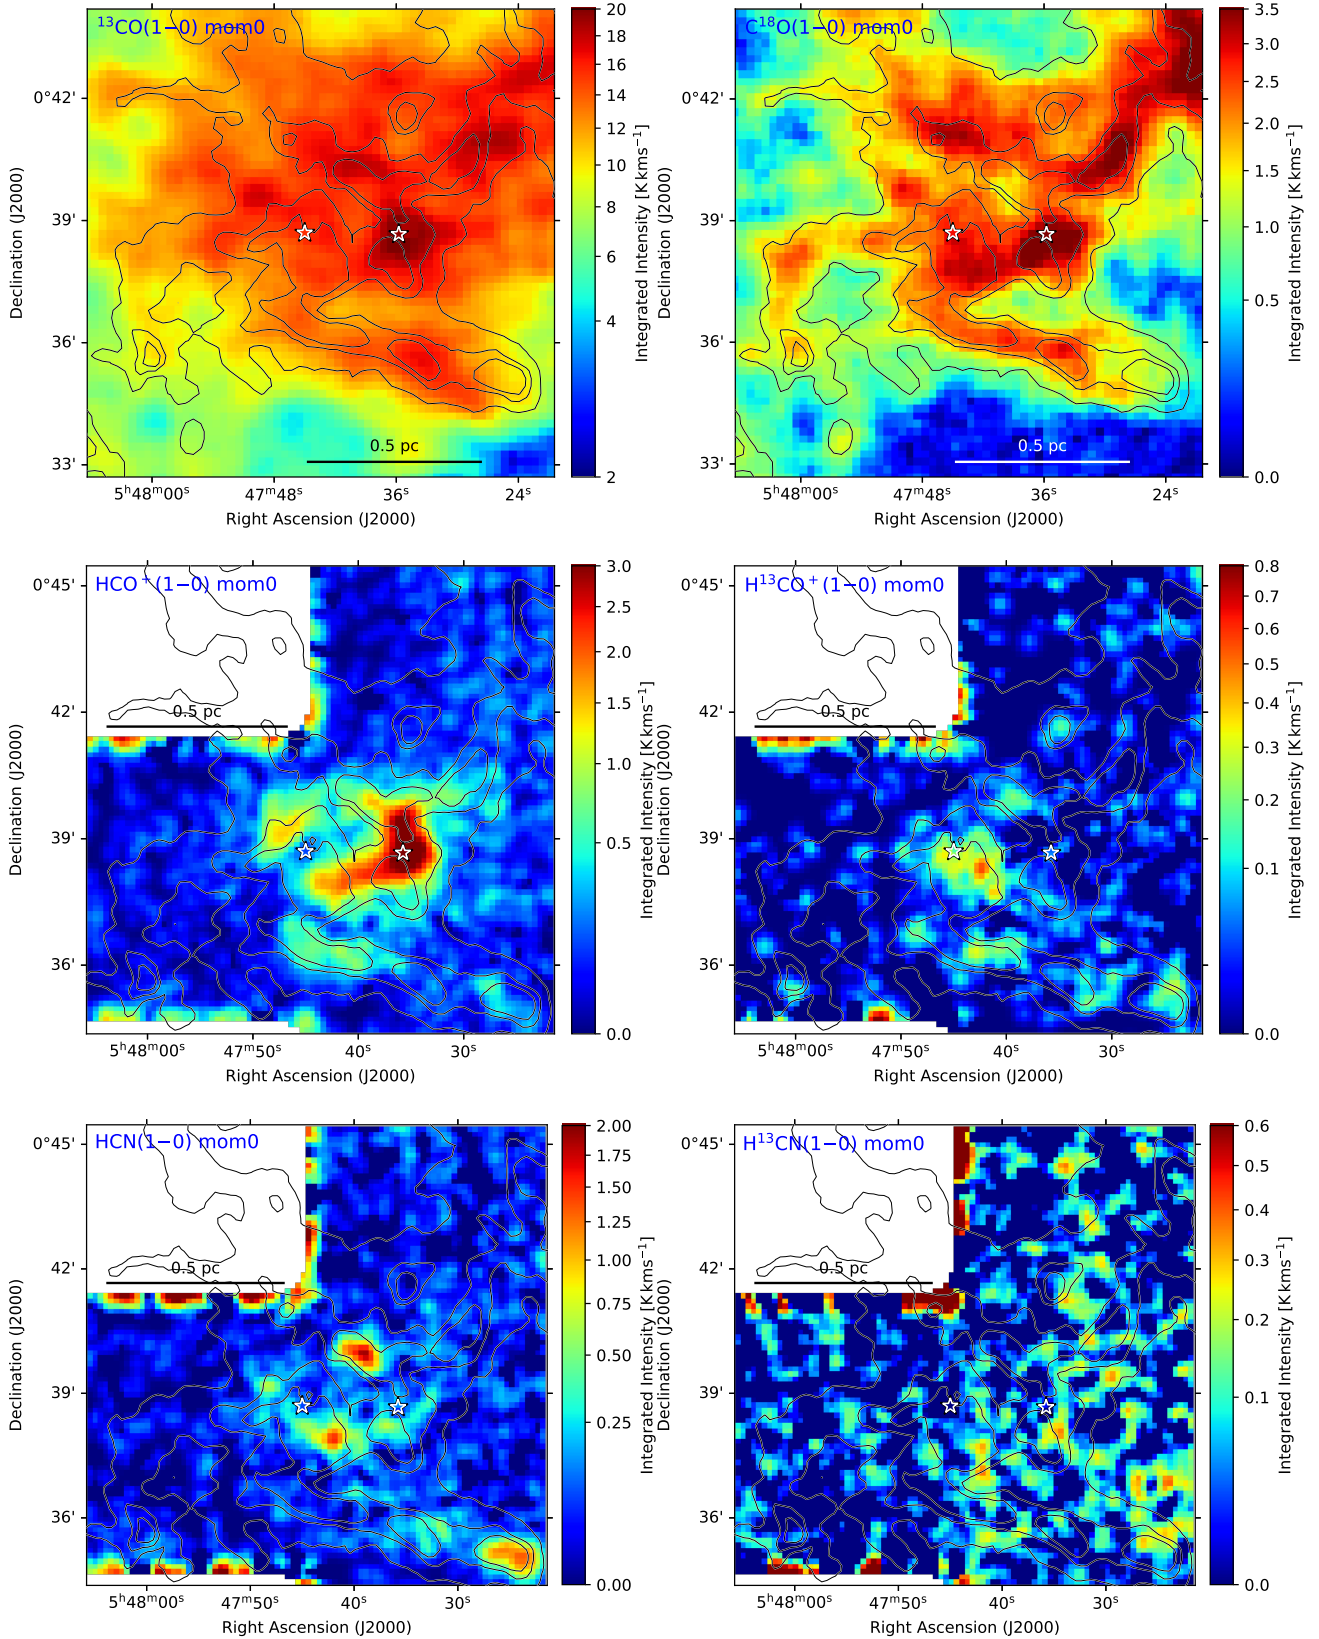 ¹³CO(1−0) mom0
20
18
16
14
12
10
8
6
4
2
Integrated Intensity [K kms⁻¹]
0°42'
39'
36'
33'
Declination (J2000)
0.5 pc
5ʰ48ᵐ00ˢ 47ᵐ48ˢ 36ˢ 24ˢ
Right Ascension (J2000)
C¹⁸O(1−0) mom0
3.5
3.0
2.5
2.0
1.5
1.0
0.5
0.0
Integrated Intensity [K kms⁻¹]
0°42'
39'
36'
33'
Declination (J2000)
0.5 pc
5ʰ48ᵐ00ˢ 47ᵐ48ˢ 36ˢ 24ˢ
Right Ascension (J2000)
HCO⁺(1−0) mom0
3.0
2.5
2.0
1.5
1.0
0.5
0.0
Integrated Intensity [K kms⁻¹]
0°45'
42'
39'
36'
Declination (J2000)
0.5 pc
5ʰ48ᵐ00ˢ 47ᵐ50ˢ 40ˢ 30ˢ
Right Ascension (J2000)
H¹³CO⁺(1−0) mom0
0.8
0.7
0.6
0.5
0.4
0.3
0.2
0.1
0.0
Integrated Intensity [K kms⁻¹]
0°45'
42'
39'
36'
Declination (J2000)
0.5 pc
5ʰ48ᵐ00ˢ 47ᵐ50ˢ 40ˢ 30ˢ
Right Ascension (J2000)
HCN(1−0) mom0
2.00
1.75
1.50
1.25
1.00
0.75
0.50
0.25
0.00
Integrated Intensity [K kms⁻¹]
0°45'
42'
39'
36'
Declination (J2000)
0.5 pc
5ʰ48ᵐ00ˢ 47ᵐ50ˢ 40ˢ 30ˢ
Right Ascension (J2000)
H¹³CN(1−0) mom0
0.6
0.5
0.4
0.3
0.2
0.1
0.0
Integrated Intensity [K kms⁻¹]
0°45'
42'
39'
36'
Declination (J2000)
0.5 pc
5ʰ48ᵐ00ˢ 47ᵐ50ˢ 40ˢ 30ˢ
Right Ascension (J2000)